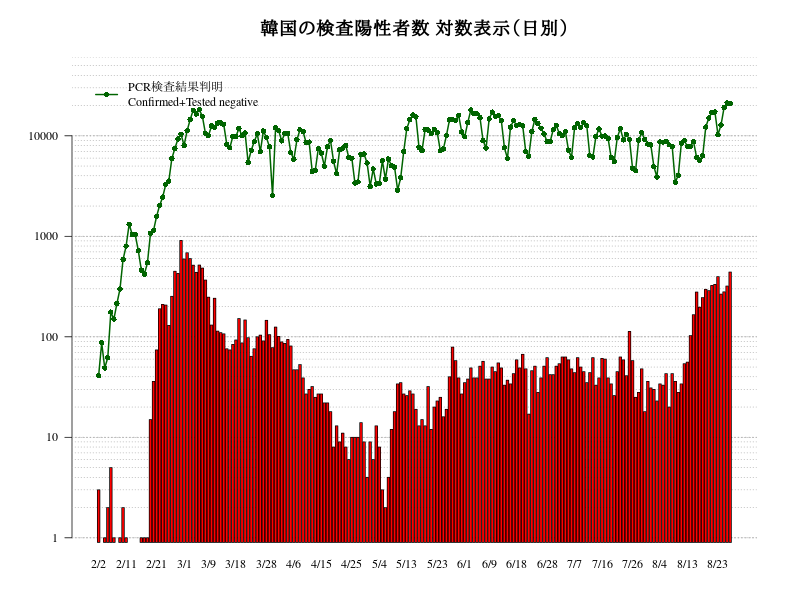 韓国の検査陽性者数 対数表示(日別)
PCR検査結果判明
Confirmed+Tested negative
10000
1000
100
10
1
2/2 2/11 2/21 3/1 3/9 3/18 3/28 4/6 4/15 4/25 5/4 5/13 5/23 6/1 6/9 6/18 6/28 7/7 7/16 7/26 8/4 8/13 8/23